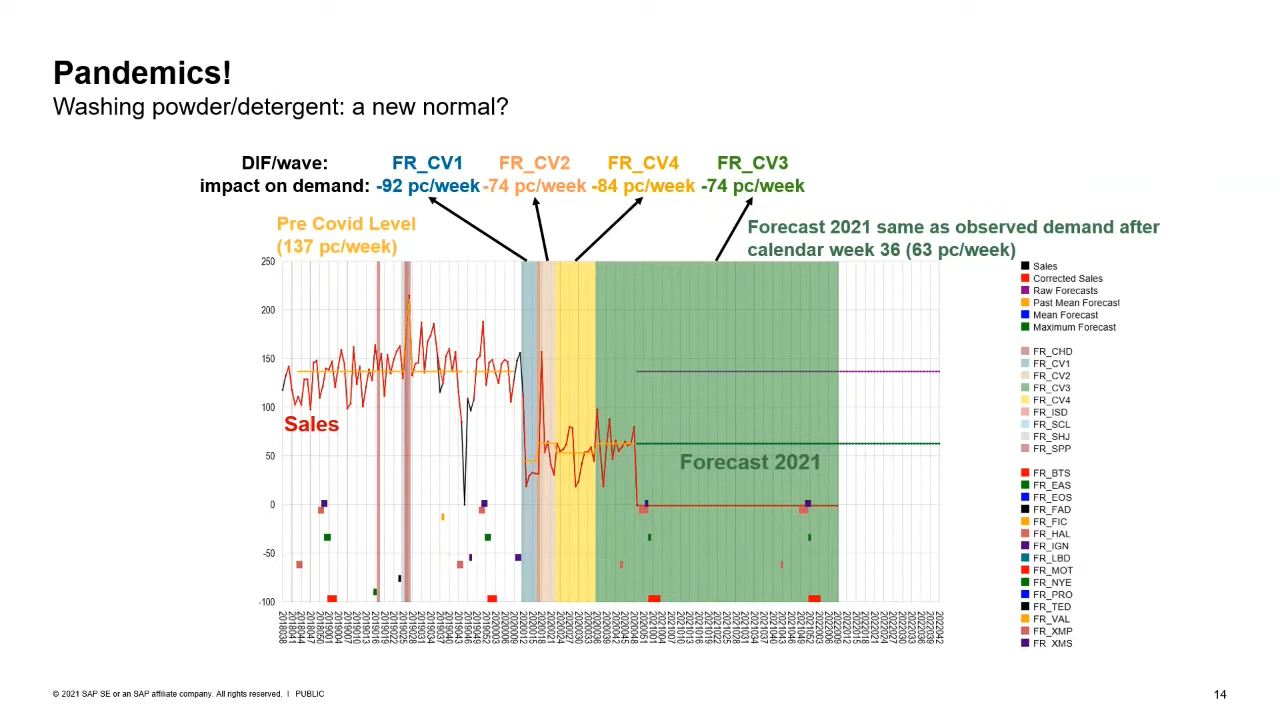 Pandemics!
Washing powder/detergent: a new normal?
DIF/wave: FR_CV1 FR_CV2 FR_CV4 FR_CV3
impact on demand: -92 pc/week -74 pc/week -84 pc/week -74 pc/week
Pre Covid Level
(137 pc/week)
Forecast 2021 same as observed demand after
calendar week 36 (63 pc/week)
250
200
150
100
50
0
-50
-100
Sales
Forecast 2021
Sales
Corrected Sales
Raw Forecasts
Past Mean Forecast
Mean Forecast
Maximum Forecast
FR_CHD
FR_CV1
FR_CV2
FR_CV3
FR_CV4
FR_ISD
FR_SCL
FR_SHJ
FR_SPP
FR_BTS
FR_EAS
FR_EOS
FR_FAD
FR_FIC
FR_HAL
FR_IGN
FR_LBD
FR_MOT
FR_NYE
FR_PRO
FR_TED
FR_VAL
FR_XMP
FR_XMS
© 2021 SAP SE or an SAP affiliate company. All rights reserved. I PUBLIC
14